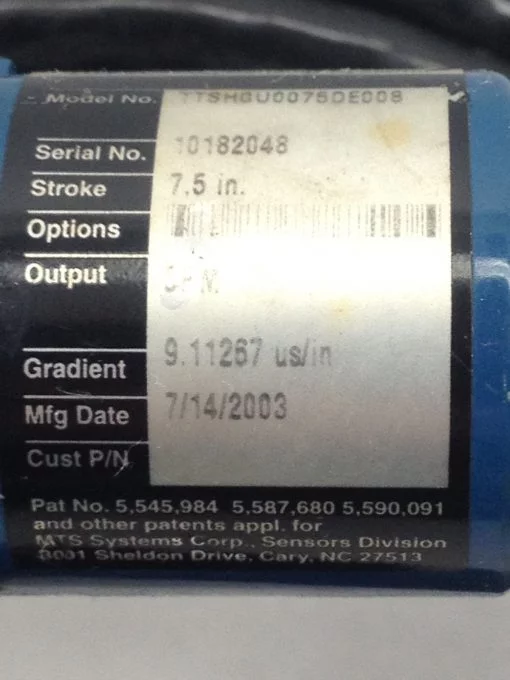 Model No. TTSHGU0075DE00S
Serial No. 10182048
Stroke 7.5 in.
Options
Output
Gradient 9.11267 us/in
Mfg Date 7/14/2003
Cust P/N
Pat No. 5,545,984 5,587,680 5,590,091
and other patents appl. for
MTS Systems Corp., Sensors Division
3001 Sheldon Drive, Cary, NC 27513